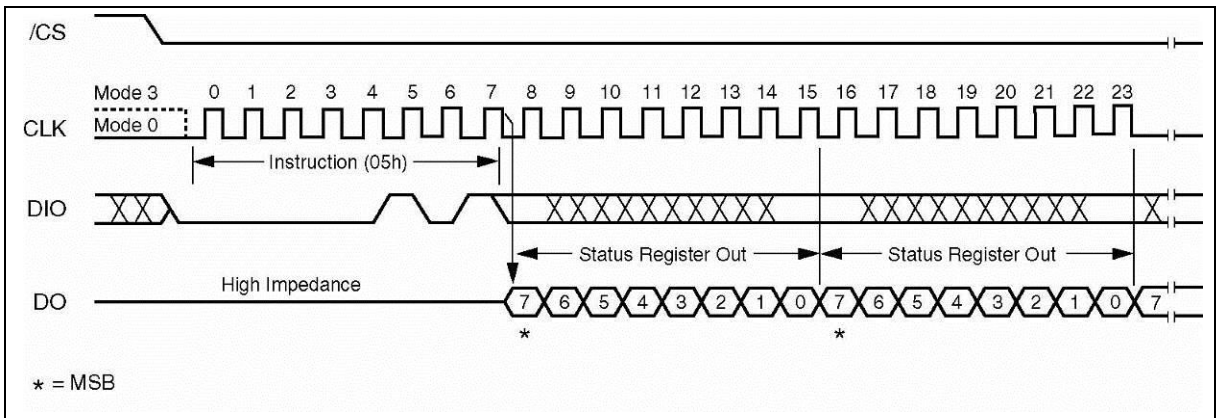 /CS
Mode 3 0 1 2 3 4 5 6 7 8 9 10 11 12 13 14 15 16 17 18 19 20 21 22 23
CLK Mode 0
Instruction (05h)
DIO
Status Register Out Status Register Out
High Impedance
DO 7 6 5 4 3 2 1 0 7 6 5 4 3 2 1 0 7
* *
* = MSB